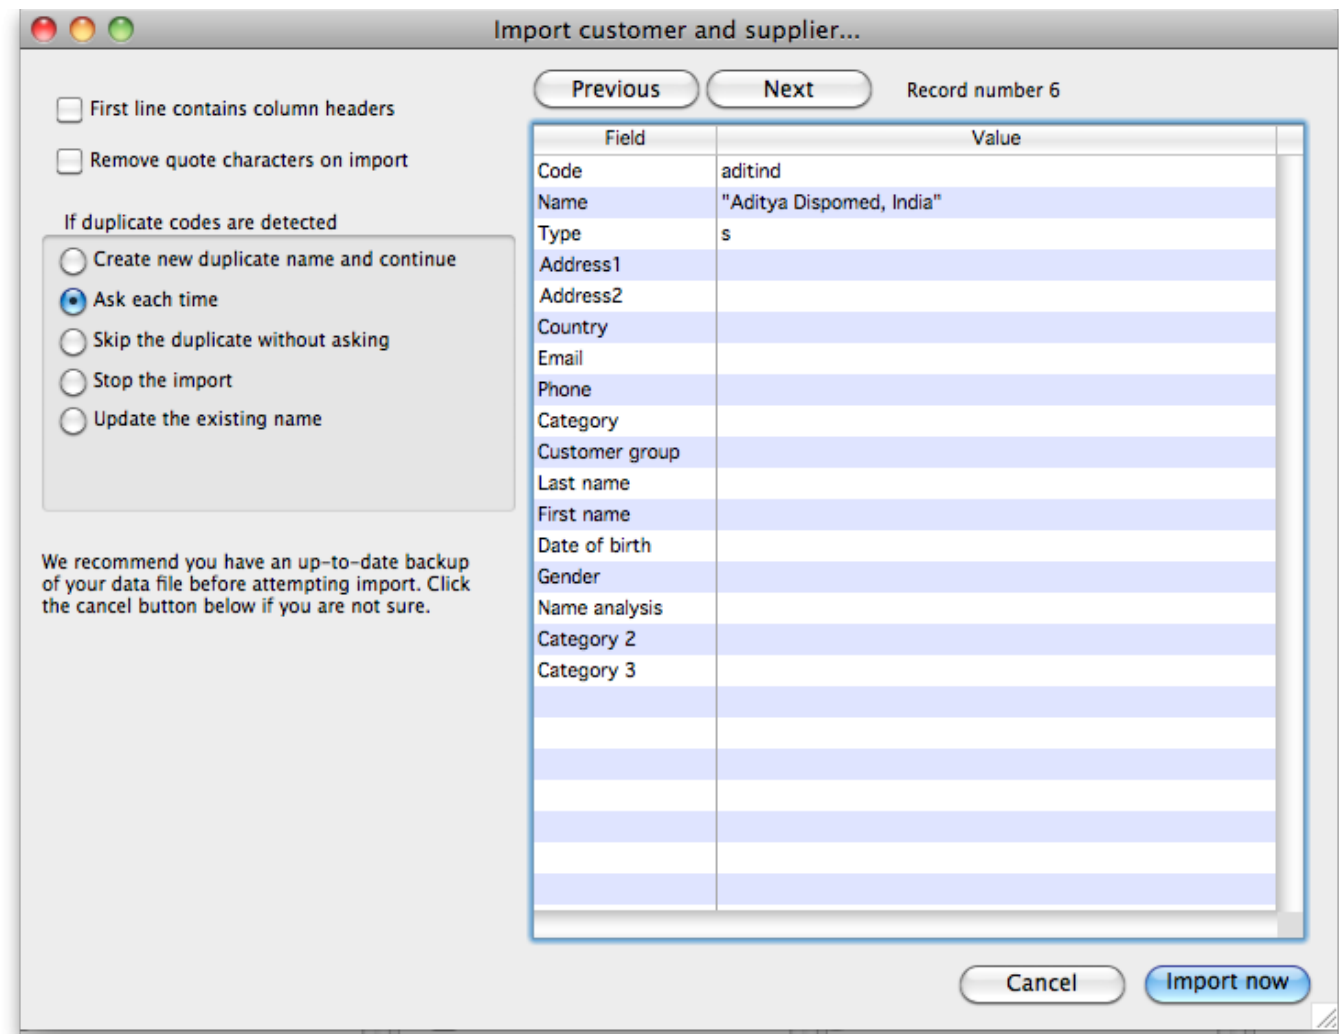 Import customer and supplier...
First line contains column headers
Remove quote characters on import
If duplicate codes are detected
Create new duplicate name and continue
Ask each time
Skip the duplicate without asking
Stop the import
Update the existing name
We recommend you have an up-to-date backup
of your data file before attempting import. Click
the cancel button below if you are not sure.
Previous Next Record number 6
Field Value
Code aditind
Name "Aditya Dispomed, India"
Type s
Address1
Address2
Country
Email
Phone
Category
Customer group
Last name
First name
Date of birth
Gender
Name analysis
Category 2
Category 3
Cancel Import now